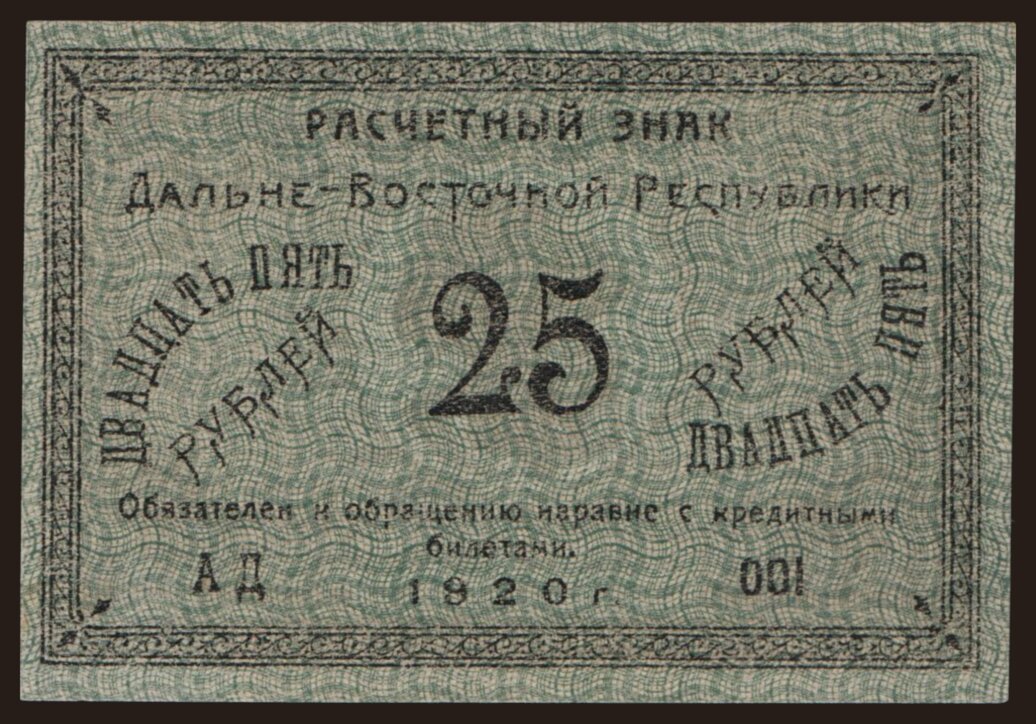 РАСЧЕТНЫЙ ЗНАК
ДАЛЬНЕ-ВОСТОЧНОЙ РЕСПУБЛИКИ
ДВАДЦАТЬ ПЯТЬ
РУБЛЕЙ
25
РУБЛЕЙ
ДВАДЦАТЬ ПЯТЬ
Обязателен к обращению наравне с кредитными
билетами.
АД
1920 г.
001